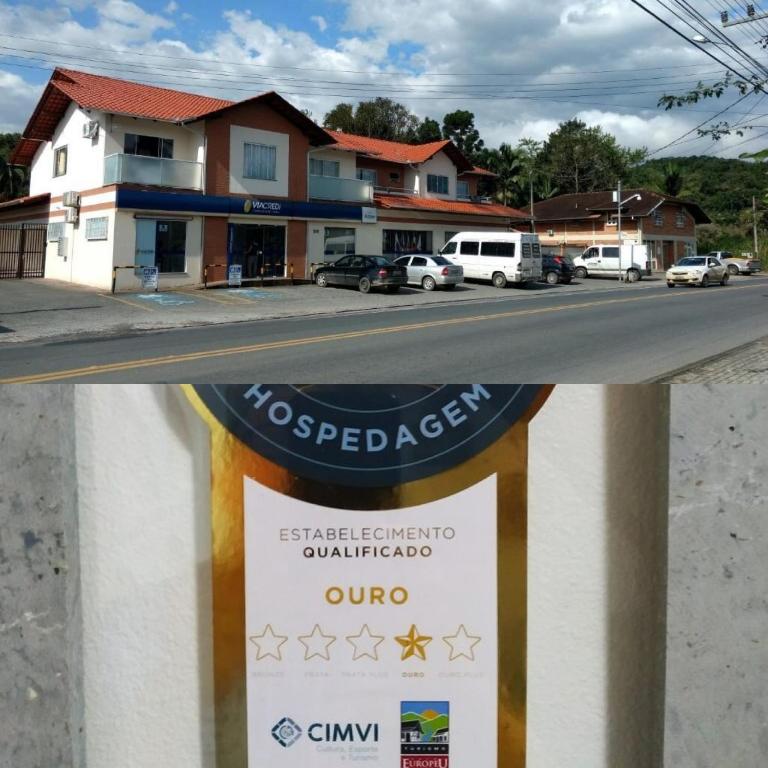 VIACREDI
HOSPEDAGEM
ESTABELECIMENTO
QUALIFICADO
OURO
BRONZE PRATA PRATA PLUS OURO OURO PLUS
CIMVI
Cultura, Esporte
e Turismo
TURISMO
EUROPEU